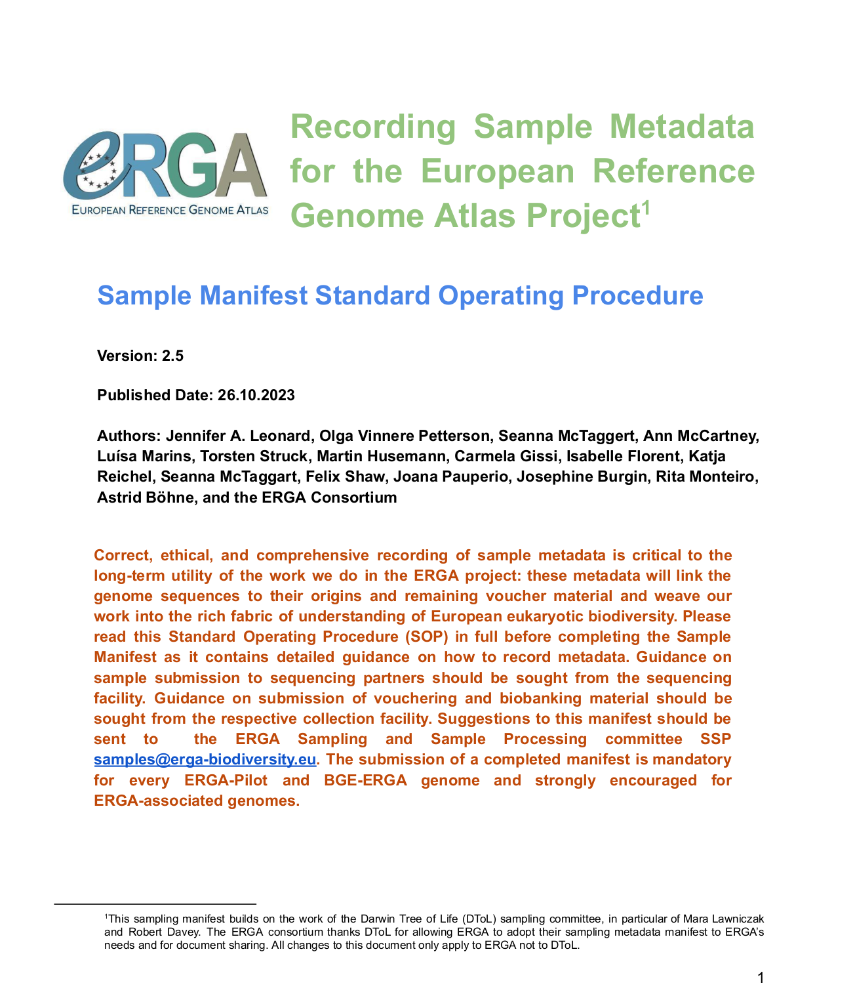 eRGA
EUROPEAN REFERENCE GENOME ATLAS
Recording Sample Metadata
for the European Reference
Genome Atlas Project¹
Sample Manifest Standard Operating Procedure
Version: 2.5
Published Date: 26.10.2023
Authors: Jennifer A. Leonard, Olga Vinnere Petterson, Seanna McTaggert, Ann McCartney,
Luísa Marins, Torsten Struck, Martin Husemann, Carmela Gissi, Isabelle Florent, Katja
Reichel, Seanna McTaggart, Felix Shaw, Joana Pauperio, Josephine Burgin, Rita Monteiro,
Astrid Böhne, and the ERGA Consortium
Correct, ethical, and comprehensive recording of sample metadata is critical to the
long-term utility of the work we do in the ERGA project: these metadata will link the
genome sequences to their origins and remaining voucher material and weave our
work into the rich fabric of understanding of European eukaryotic biodiversity. Please
read this Standard Operating Procedure (SOP) in full before completing the Sample
Manifest as it contains detailed guidance on how to record metadata. Guidance on
sample submission to sequencing partners should be sought from the sequencing
facility. Guidance on submission of vouchering and biobanking material should be
sought from the respective collection facility. Suggestions to this manifest should be
sent to the ERGA Sampling and Sample Processing committee SSP
samples@erga-biodiversity.eu. The submission of a completed manifest is mandatory
for every ERGA-Pilot and BGE-ERGA genome and strongly encouraged for
ERGA-associated genomes.
¹This sampling manifest builds on the work of the Darwin Tree of Life (DToL) sampling committee, in particular of Mara Lawniczak
and Robert Davey. The ERGA consortium thanks DToL for allowing ERGA to adopt their sampling metadata manifest to ERGA's
needs and for document sharing. All changes to this document only apply to ERGA not to DToL.
1